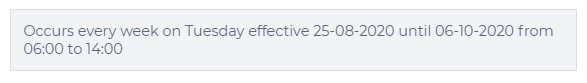 Occurs every week on Tuesday effective 25-08-2020 until 06-10-2020 from
06:00 to 14:00